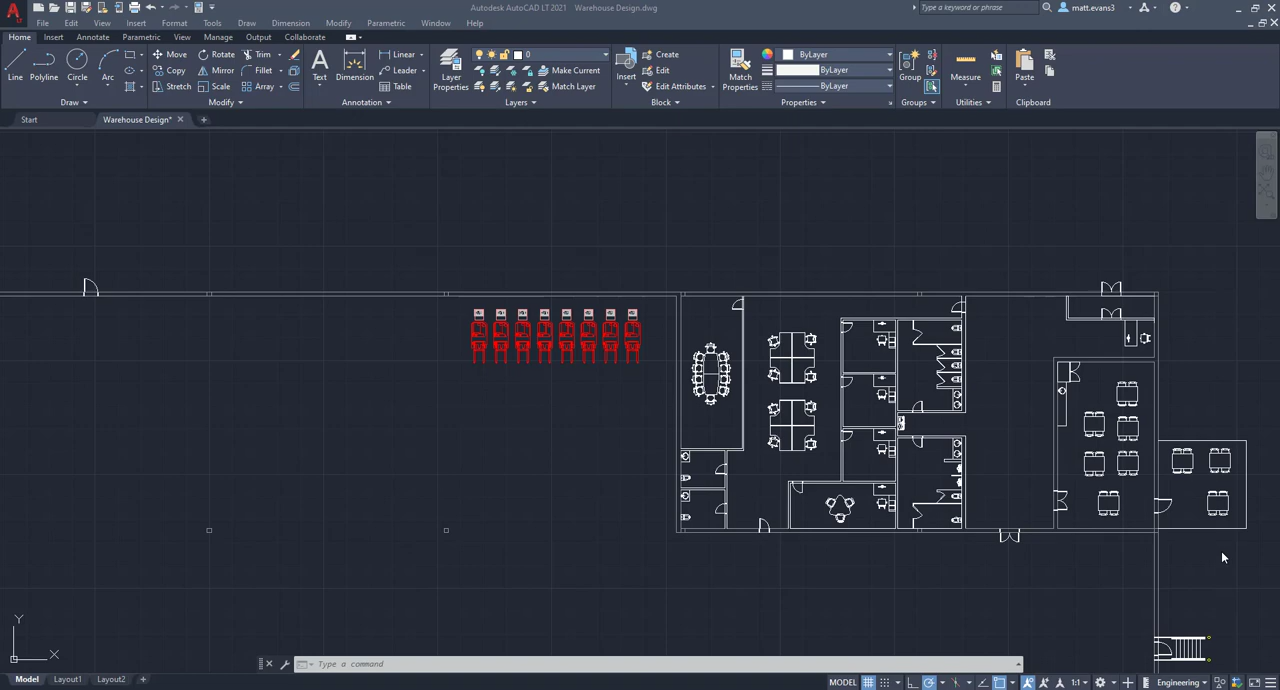 Autodesk AutoCAD LT 2021 Warehouse Design.dwg
Type a keyword or phrase
matt.evans3
File Edit View Insert Format Tools Draw Dimension Modify Parametric Window Help
Home Insert Annotate Parametric View Manage Output Collaborate
Line
Polyline
Circle
Arc
Draw
Move
Rotate
Trim
Copy
Mirror
Fillet
Stretch
Scale
Array
Modify
Text
Dimension
Linear
Leader
Table
Annotation
Layer
Properties
0
Make Current
Match Layer
Layers
Insert
Create
Edit
Edit Attributes
Block
Match
Properties
ByLayer
ByLayer
ByLayer
Properties
Group
Groups
Measure
Utilities
Paste
Clipboard
Start
Warehouse Design*
Y
X
Type a command
Model Layout1 Layout2
MODEL
1:1
Engineering